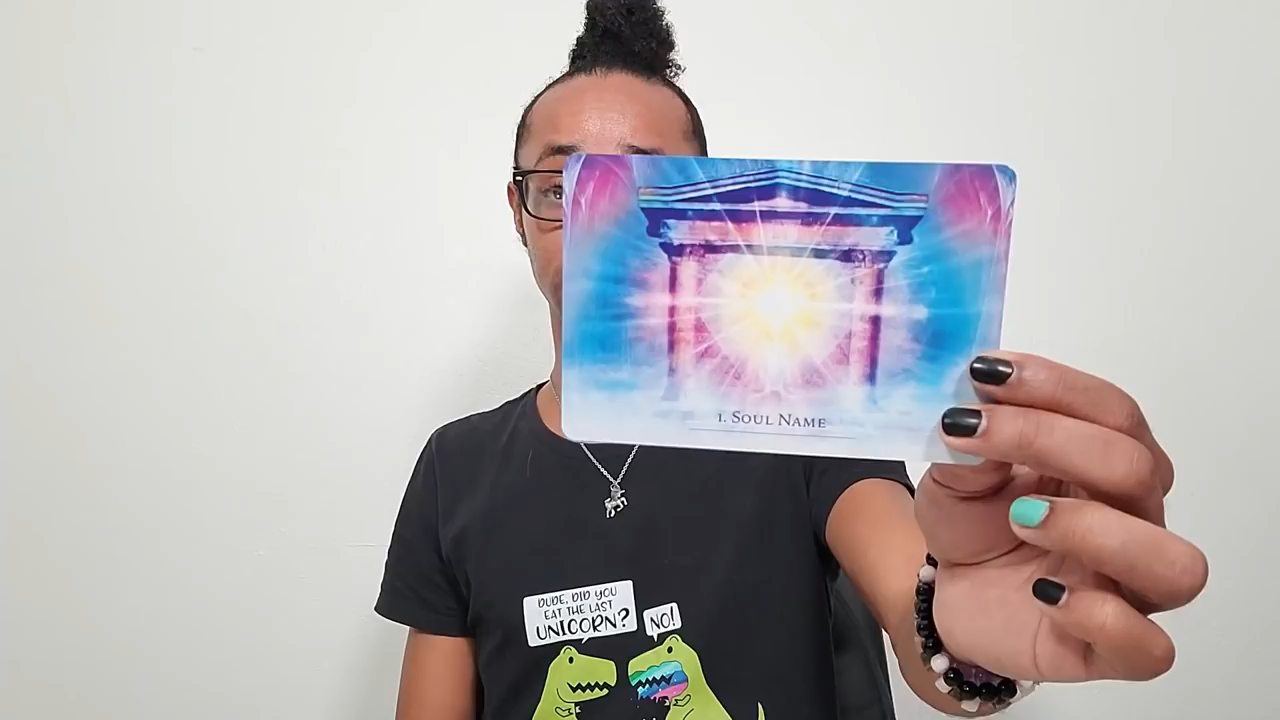 1. Soul Name
DUDE, DID YOU
EAT THE LAST
UNICORN?
NO!